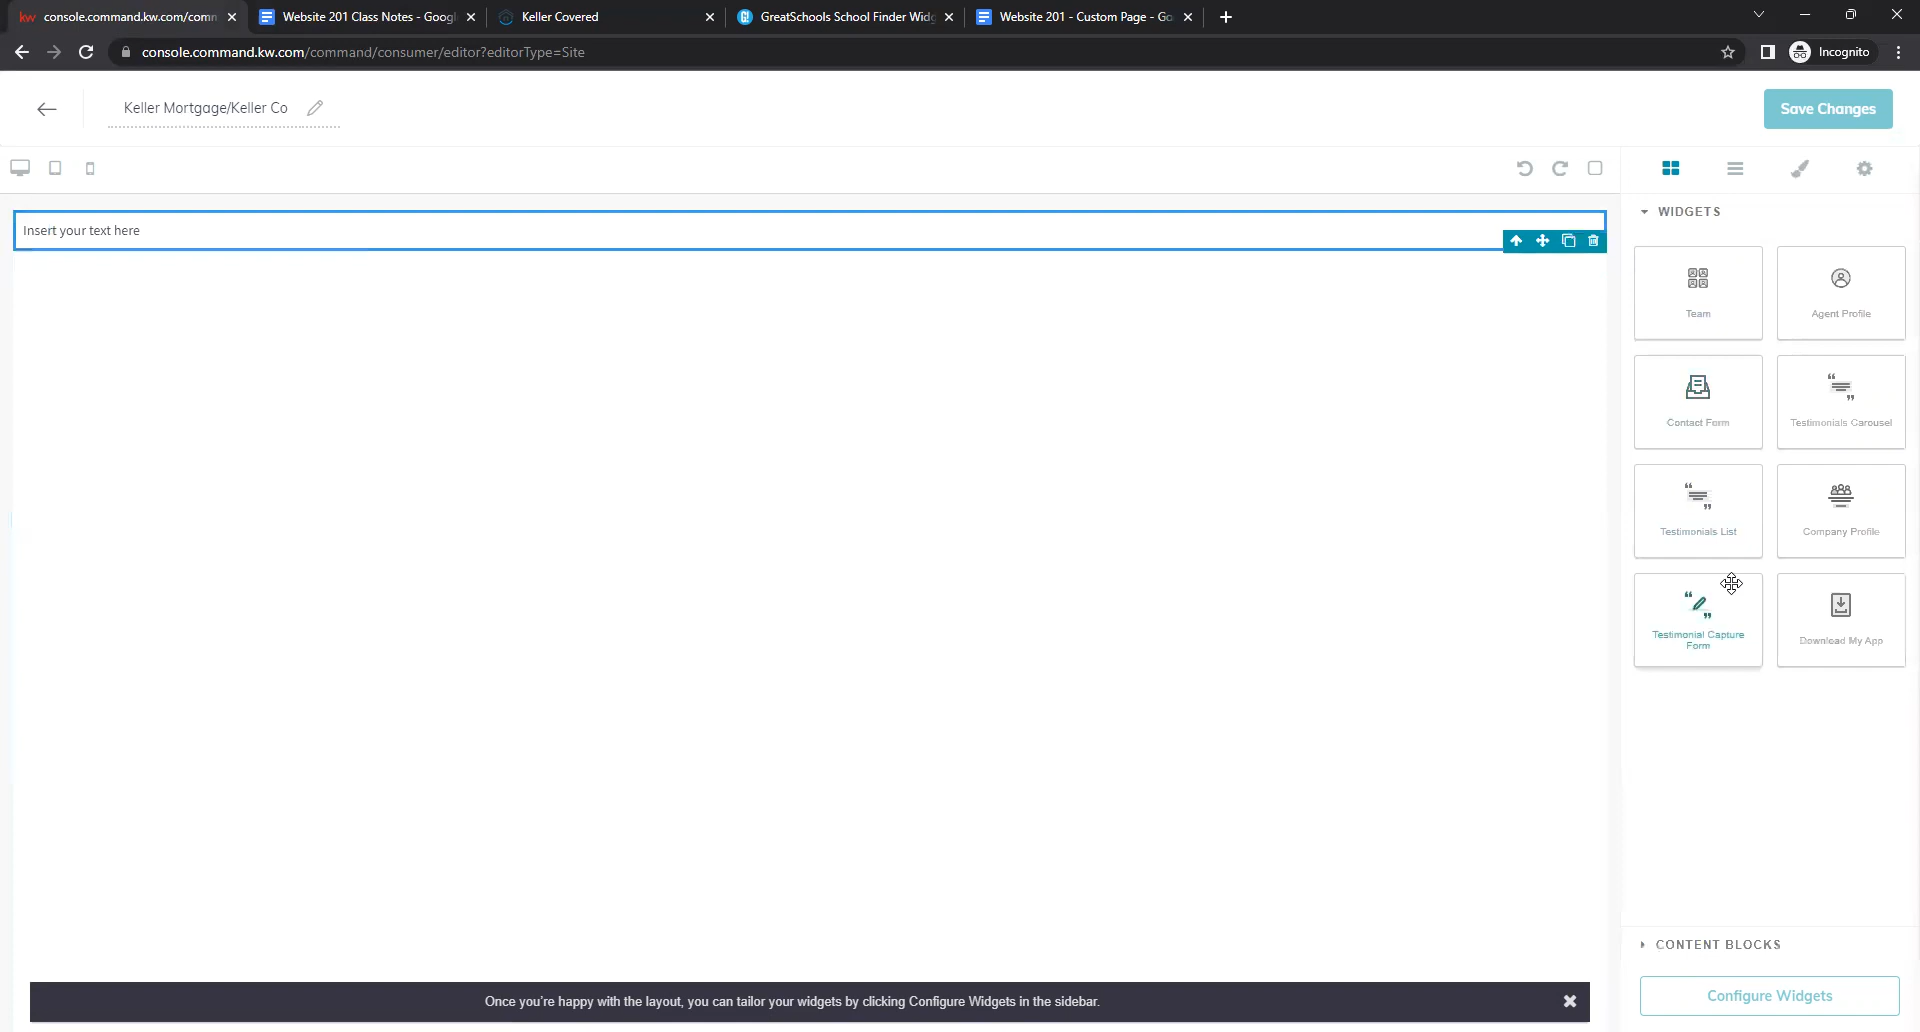 kw console.command.kw.com/comm
Website 201 Class Notes - Googl
Keller Covered
GreatSchools School Finder Widg
Website 201 - Custom Page - Go
console.command.kw.com/command/consumer/editor?editorType=Site
Incognito
Keller Mortgage/Keller Co
Save Changes
Insert your text here
WIDGETS
Team
Agent Profile
Contact Form
Testimonials Carousel
Testimonials List
Company Profile
Testimonial Capture
Form
Download My App
CONTENT BLOCKS
Once you're happy with the layout, you can tailor your widgets by clicking Configure Widgets in the sidebar.
Configure Widgets